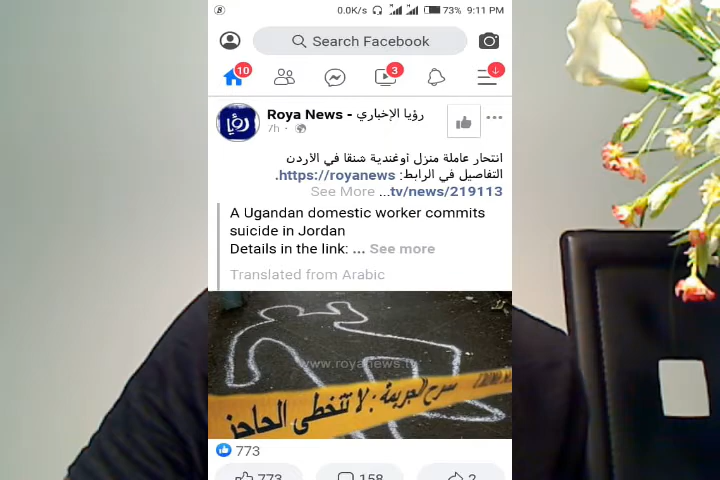 0.0K/s 73% 9:11 PM
Search Facebook
10 3
Roya News - رؤيا الإخباري
7h ·
انتحار عاملة منزل أوغندية شنقا في الأردن
التفاصيل في الرابط: https://royanews.
tv/news/219113... See More
A Ugandan domestic worker commits
suicide in Jordan
Details in the link: ... See more
Translated from Arabic
رؤيا
www.royanews.tv
مسرح الجريمة : لا تتخطى الحاجز
773
773 158 2